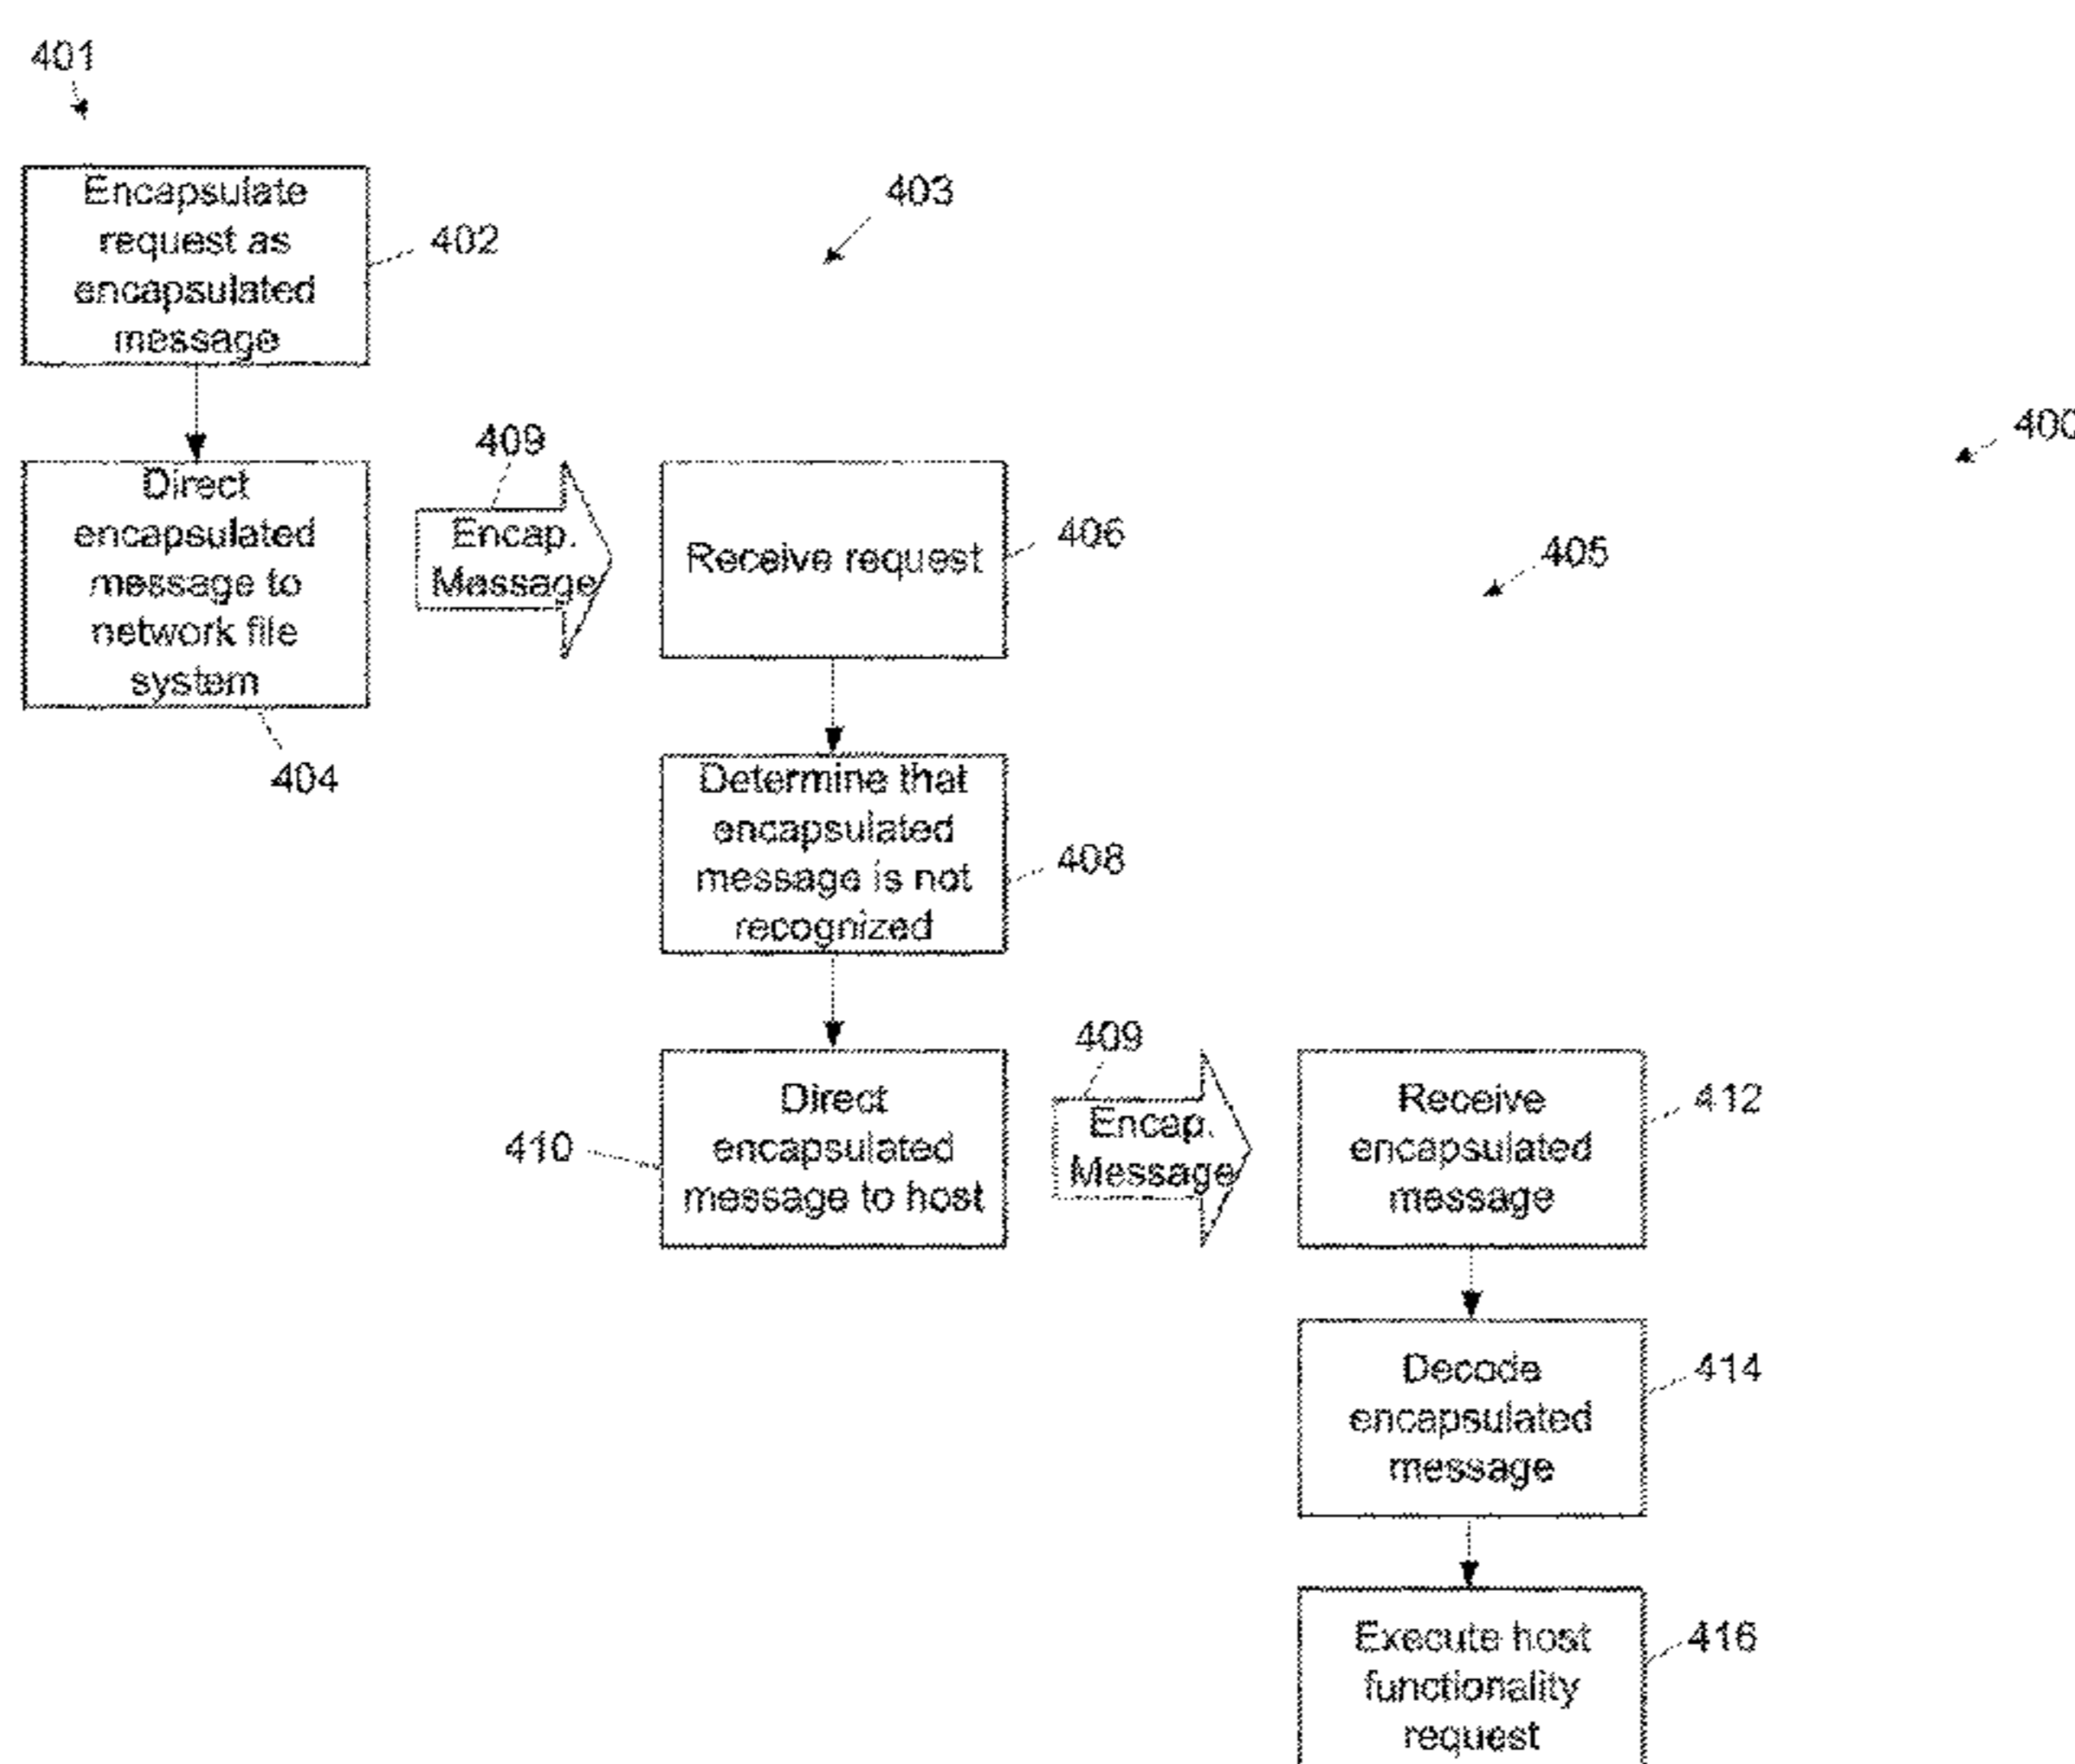 401
Encapsulate
request as
encapsulated
message
402
403
400
Direct
encapsulated
message to
network file
system
404
409
Encap.
Message
Receive request
406
405
Determine that
encapsulated
message is not
recognized
408
Direct
encapsulated
message to host
410
409
Encap.
Message
Receive
encapsulated
message
412
Decode
encapsulated
message
414
Execute host
functionality
request
416